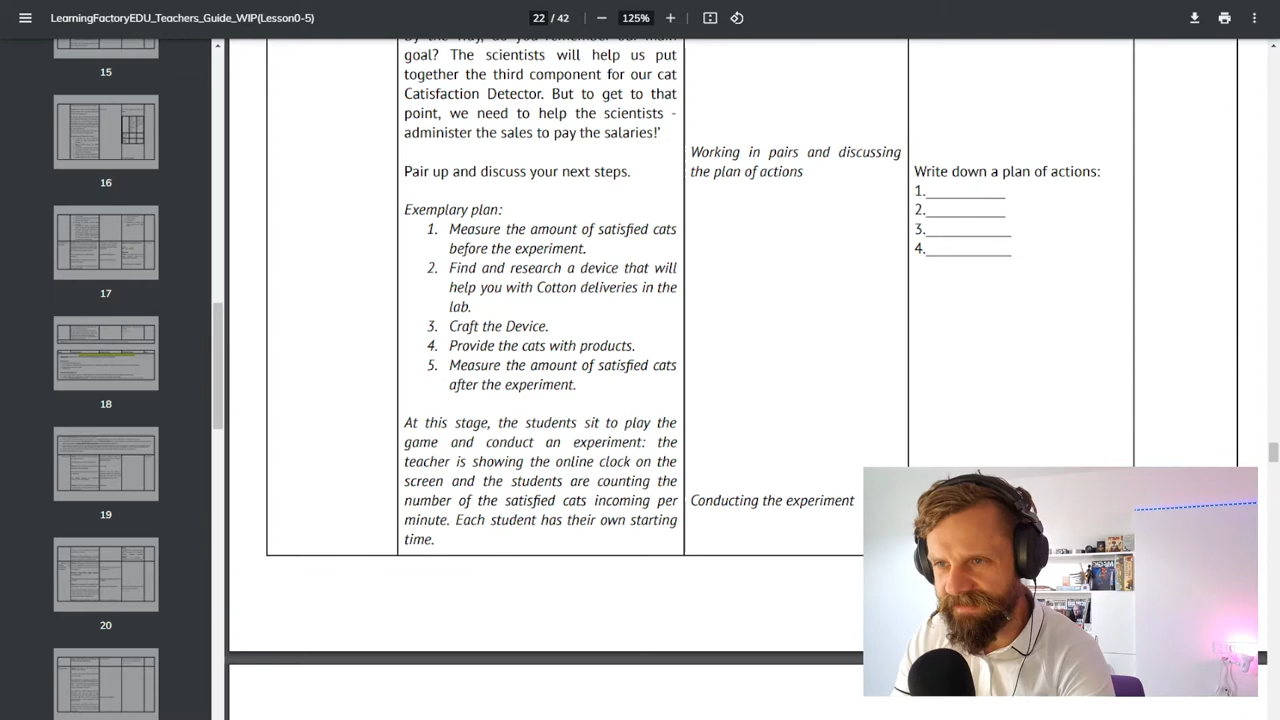 LearningFactoryEDU_Teachers_Guide_WIP(Lesson0-5)
22 / 42
125%
15
16
17
18
19
20
goal? The scientists will help us put
together the third component for our cat
Catisfaction Detector. But to get to that
point, we need to help the scientists -
administer the sales to pay the salaries!'
Pair up and discuss your next steps.
Exemplary plan:
1. Measure the amount of satisfied cats
before the experiment.
2. Find and research a device that will
help you with Cotton deliveries in the
lab.
3. Craft the Device.
4. Provide the cats with products.
5. Measure the amount of satisfied cats
after the experiment.
At this stage, the students sit to play the
game and conduct an experiment: the
teacher is showing the online clock on the
screen and the students are counting the
number of the satisfied cats incoming per
minute. Each student has their own starting
time.
Working in pairs and discussing
the plan of actions
Conducting the experiment
Write down a plan of actions:
1.
2.
3.
4.